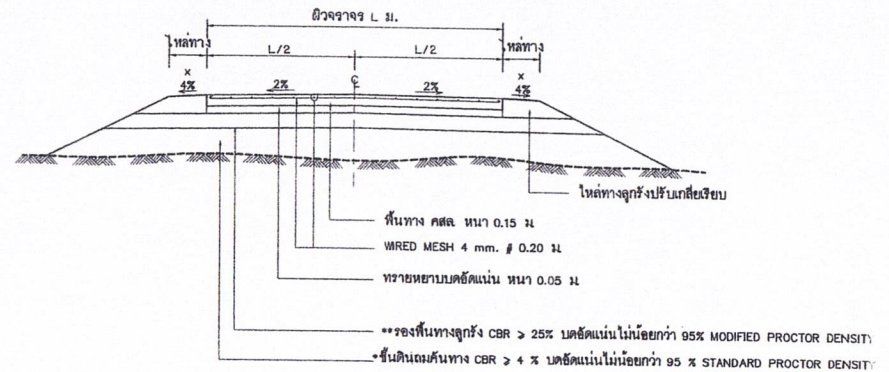 ผิวจราจร L ม.
ไหล่ทาง L/2 L/2 ไหล่ทาง
x 4% 2% ℄ 2% x 4%
ไหล่ทางลูกรังปรับเกลี่ยเรียบ
พื้นทาง คสล. หนา 0.15 ม
WIRED MESH 4 mm. # 0.20 ม
ทรายหยาบบดอัดแน่น หนา 0.05 ม
**รองพื้นทางลูกรัง CBR ≥ 25% บดอัดแน่นไม่น้อยกว่า 95% MODIFIED PROCTOR DENSITY
*ชั้นดินถมคันทาง CBR ≥ 4 % บดอัดแน่นไม่น้อยกว่า 95 % STANDARD PROCTOR DENSITY